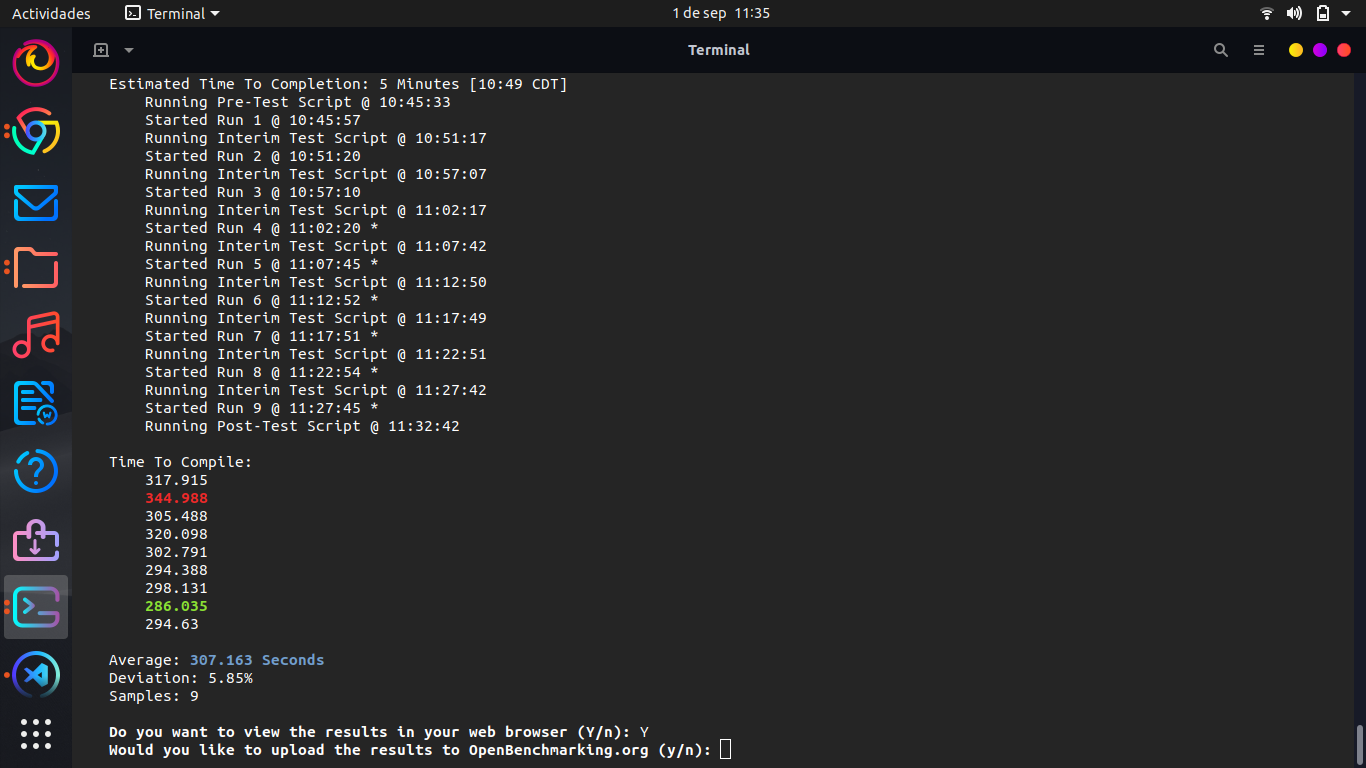 Actividades Terminal 1 de sep 11:35
Terminal
Estimated Time To Completion: 5 Minutes [10:49 CDT]
Running Pre-Test Script @ 10:45:33
Started Run 1 @ 10:45:57
Running Interim Test Script @ 10:51:17
Started Run 2 @ 10:51:20
Running Interim Test Script @ 10:57:07
Started Run 3 @ 10:57:10
Running Interim Test Script @ 11:02:17
Started Run 4 @ 11:02:20 *
Running Interim Test Script @ 11:07:42
Started Run 5 @ 11:07:45 *
Running Interim Test Script @ 11:12:50
Started Run 6 @ 11:12:52 *
Running Interim Test Script @ 11:17:49
Started Run 7 @ 11:17:51 *
Running Interim Test Script @ 11:22:51
Started Run 8 @ 11:22:54 *
Running Interim Test Script @ 11:27:42
Started Run 9 @ 11:27:45 *
Running Post-Test Script @ 11:32:42
Time To Compile:
317.915
344.988
305.488
320.098
302.791
294.388
298.131
286.035
294.63
Average: 307.163 Seconds
Deviation: 5.85%
Samples: 9
Do you want to view the results in your web browser (Y/n): Y
Would you like to upload the results to OpenBenchmarking.org (y/n):